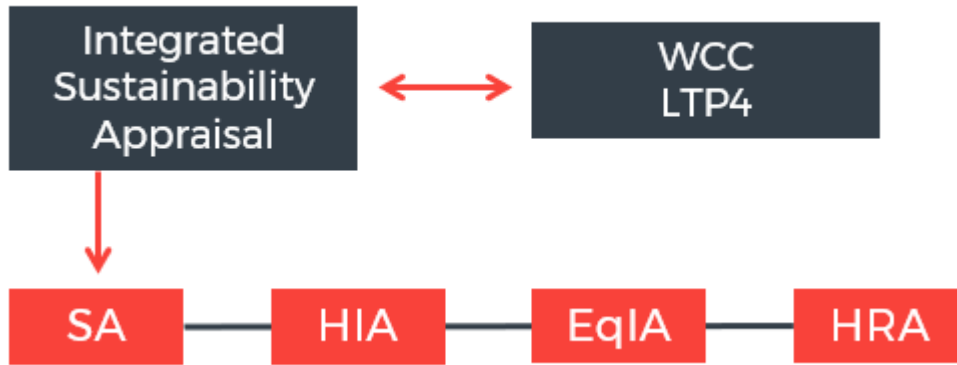 Integrated
Sustainability
Appraisal
WCC
LTP4
SA
HIA
EqIA
HRA